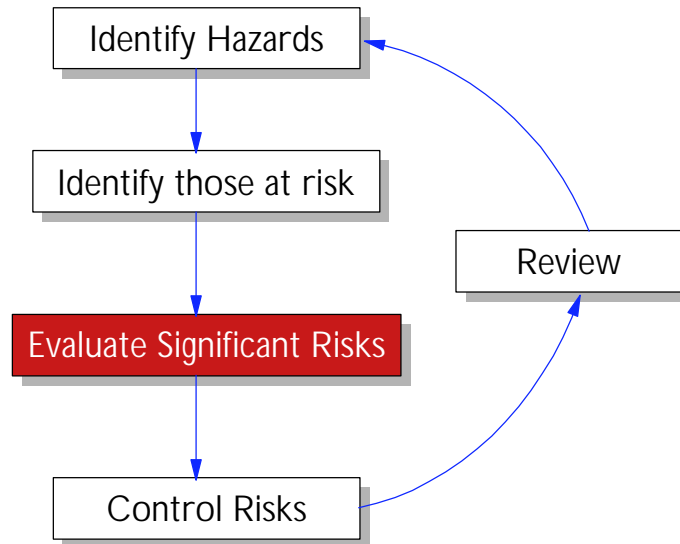 Identify Hazards
Identify those at risk
Review
Evaluate Significant Risks
Control Risks